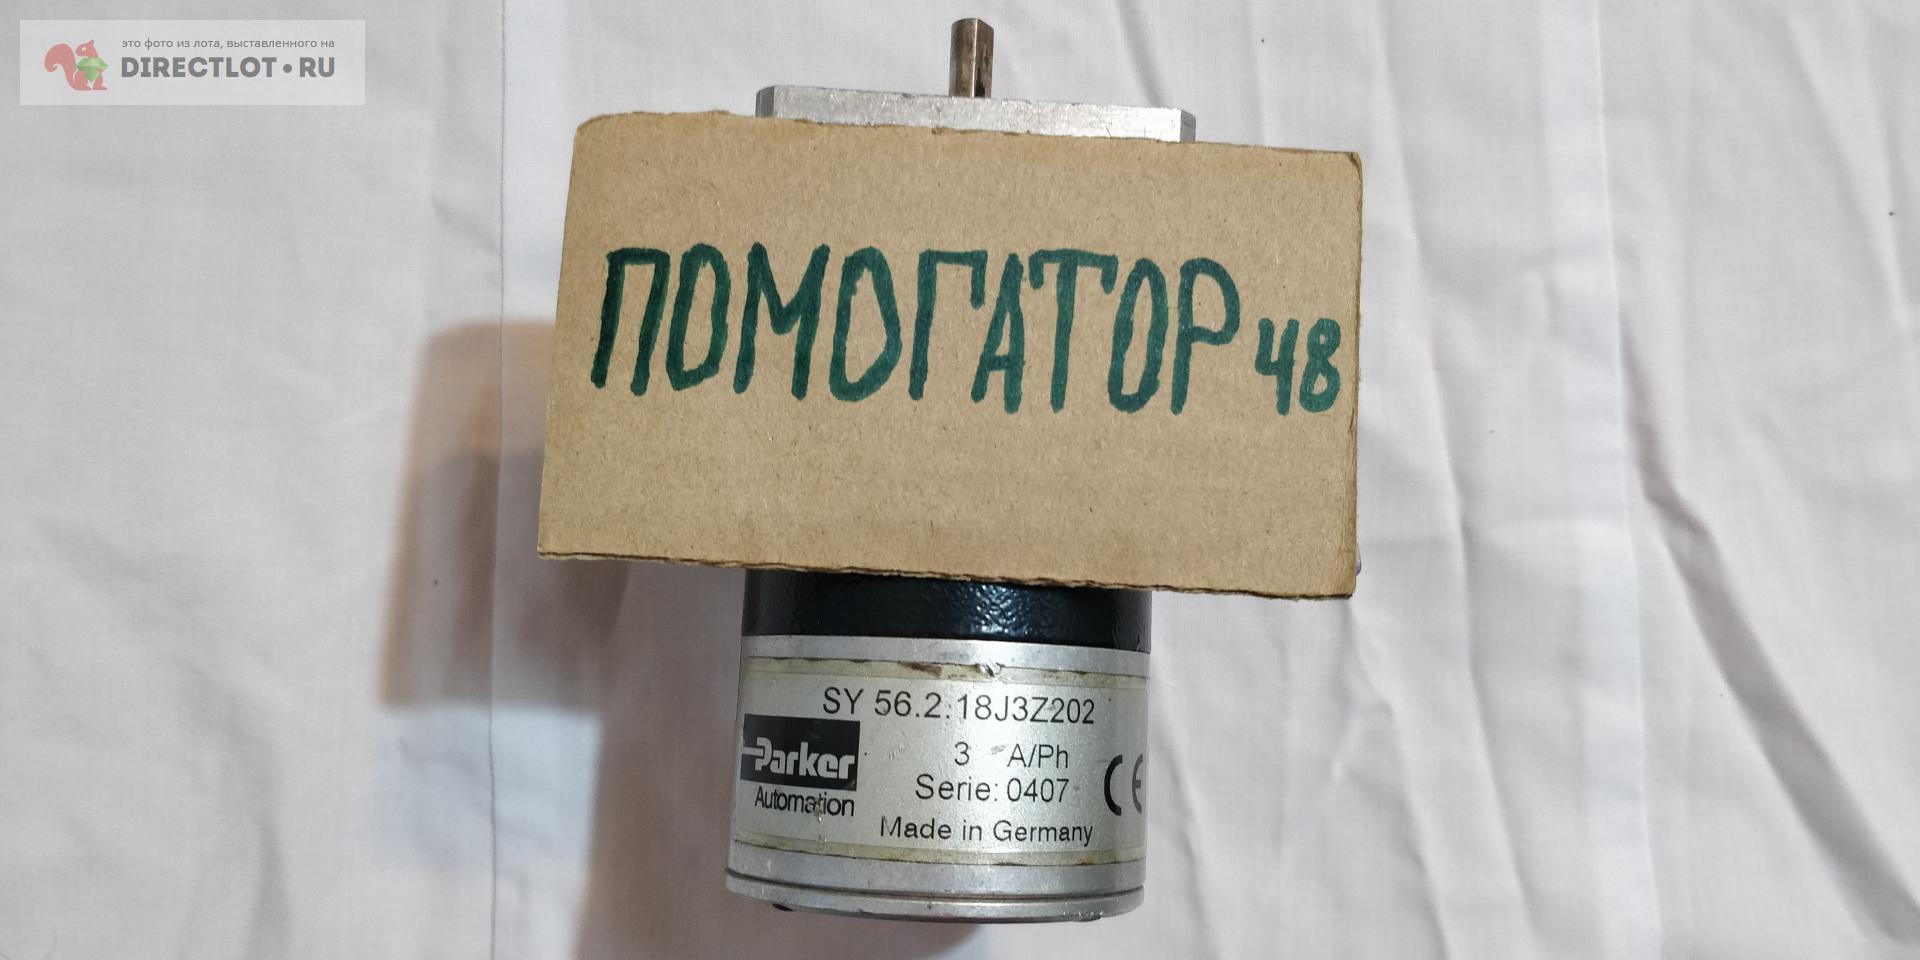 это фото из лота, выставленного на
DIRECTLOT•RU
ПОМОГАТОР 48
SY 56.2.18J3Z202
Parker
Automation
3 A/Ph
Serie: 0407
Made in Germany
CE